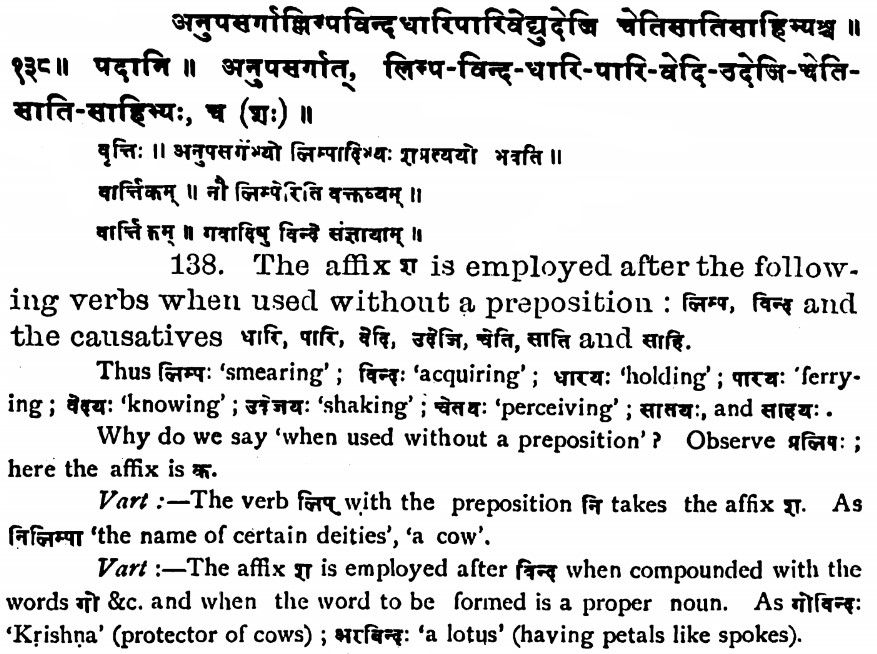 अनुपसर्गाल्लिम्पविन्दधारिपारिवेद्युदेजि चेतिसातिसाहिभ्यश्च ॥
१३८॥ पदानि ॥ अनुपसर्गात्, लिम्प-विन्द-धारि-पारि-वेदि-उदेजि-चेति-
साति-साहिभ्यः, च (शः) ॥
वृत्तिः ॥ अनुपसर्गेभ्यो लिम्पादिभ्यः शप्रत्ययो भवति ॥
वार्त्तिकम् ॥ नौ लिम्पेरिति वक्तव्यम् ॥
वार्त्तिकम् ॥ गवादिषु विन्देः संज्ञायाम् ॥
138. The affix श is employed after the follow-
ing verbs when used without a preposition : लिम्प, विन्द and
the causatives धारि, पारि, वेदि, उदेजि, चेति, साति and साहि.
Thus लिम्पः 'smearing' ; विन्दः 'acquiring' ; धारयः 'holding' ; पारयः 'ferry-
ing ; वेदयः 'knowing' ; उदेजयः 'shaking' ; चेतयः 'perceiving' ; सातयः, and साहयः .
Why do we say 'when used without a preposition' ? Observe प्रलिपः ;
here the affix is क.
Vart :—The verb लिप् with the preposition नि takes the affix श. As
निलिम्पा 'the name of certain deities', 'a cow'.
Vart :—The affix श is employed after विन्द when compounded with the
words गो &c. and when the word to be formed is a proper noun. As गोविन्दः
'Kṛishṇa' (protector of cows) ; अरविन्दः 'a lotus' (having petals like spokes).